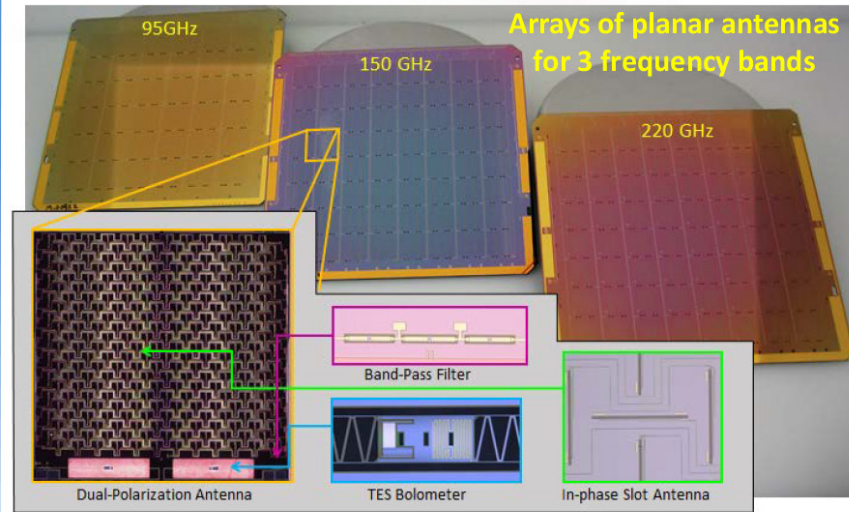 Arrays of planar antennas
for 3 frequency bands
95GHz
150 GHz
220 GHz
Band-Pass Filter
Dual-Polarization Antenna
TES Bolometer
In-phase Slot Antenna